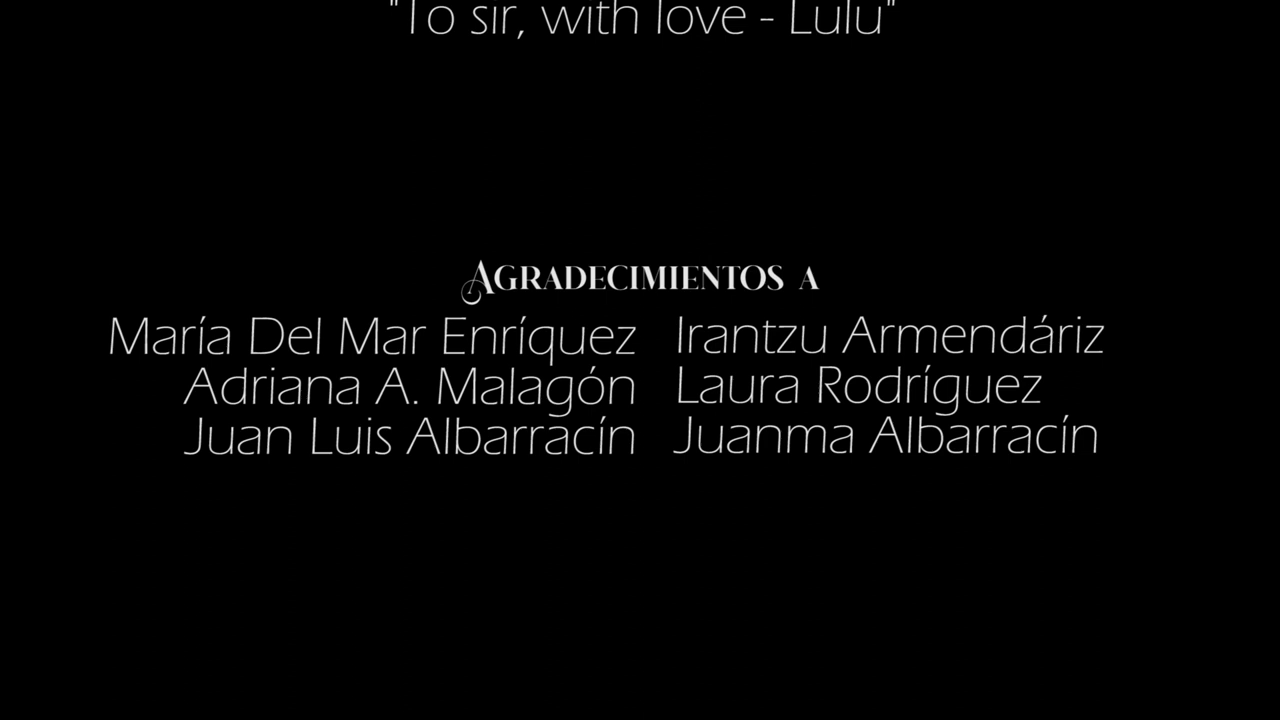 "To sir, with love - Lulu"
Agradecimientos a
María Del Mar Enríquez Irantzu Armendáriz
Adriana A. Malagón Laura Rodríguez
Juan Luis Albarracín Juanma Albarracín